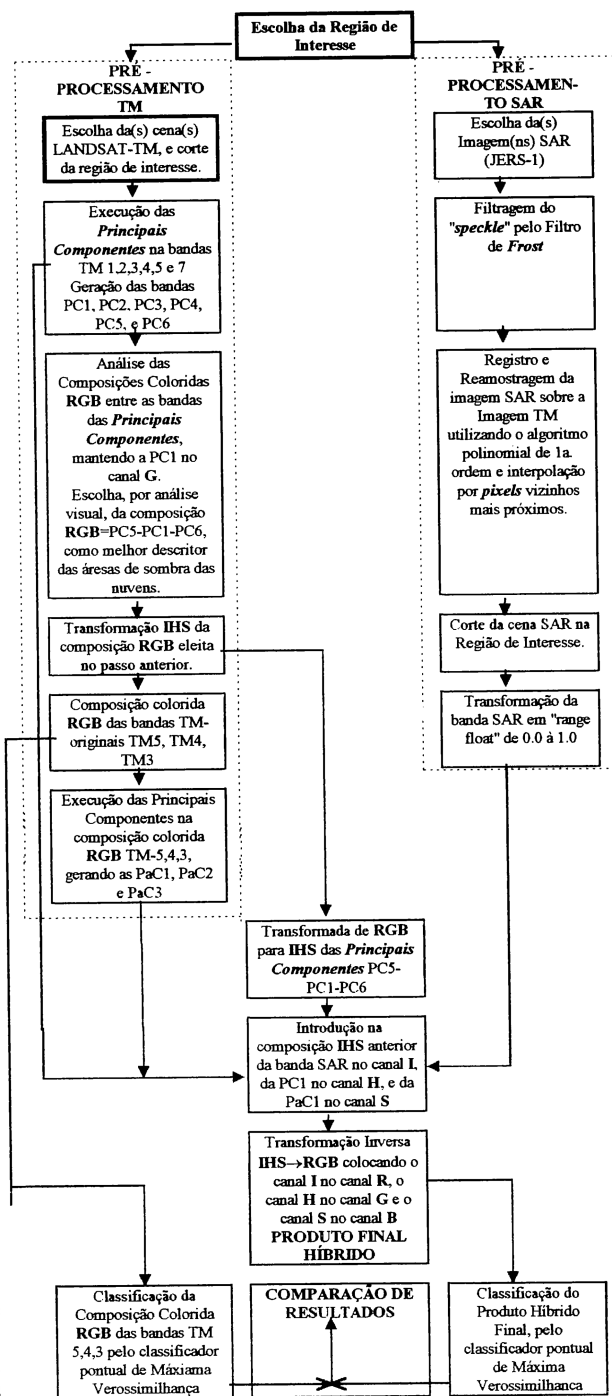 Escolha da Região de
Interesse
PRÉ -
PROCESSAMENTO
TM
Escolha da(s) cena(s)
LANDSAT-TM, e corte
da região de interesse.
Execução das
Principais
Componentes na bandas
TM 1,2,3,4,5 e 7
Geração das bandas
PC1, PC2, PC3, PC4,
PC5, e PC6
Análise das
Composições Coloridas
RGB entre as bandas
das Principais
Componentes,
mantendo a PC1 no
canal G.
Escolha, por análise
visual, da composição
RGB=PC5-PC1-PC6,
como melhor descritor
das áresas de sombra das
nuvens.
Transformação IHS da
composição RGB eleita
no passo anterior.
Composição colorida
RGB das bandas TM-
originais TM5, TM4,
TM3
Execução das Principais
Componentes na
composição colorida
RGB TM-5,4,3,
gerando as PaC1, PaC2
e PaC3
PRÉ -
PROCESSAMEN-
TO SAR
Escolha da(s)
Imagem(ns) SAR
(JERS-1)
Filtragem do
"speckle" pelo Filtro
de Frost
Registro e
Reamostragem da
imagem SAR sobre a
Imagem TM
utilizando o algoritmo
polinomial de 1a.
ordem e interpolação
por pixels vizinhos
mais próximos.
Corte da cena SAR na
Região de Interesse.
Transformação da
banda SAR em "range
float" de 0.0 à 1.0
Transformada de RGB
para IHS das Principais
Componentes PC5-
PC1-PC6
Introdução na
composição IHS anterior
da banda SAR no canal I,
da PC1 no canal H, e da
PaC1 no canal S
Transformação Inversa
IHS→RGB colocando o
canal I no canal R, o
canal H no canal G e o
canal S no canal B
PRODUTO FINAL
HÍBRIDO
Classificação da
Composição Colorida
RGB das bandas TM
5,4,3 pelo classificador
pontual de Máxiama
Verossimilhança
COMPARAÇÃO DE
RESULTADOS
Classificação do
Produto Híbrido
Final, pelo
classificador pontual
de Máxima
Verossimilhança